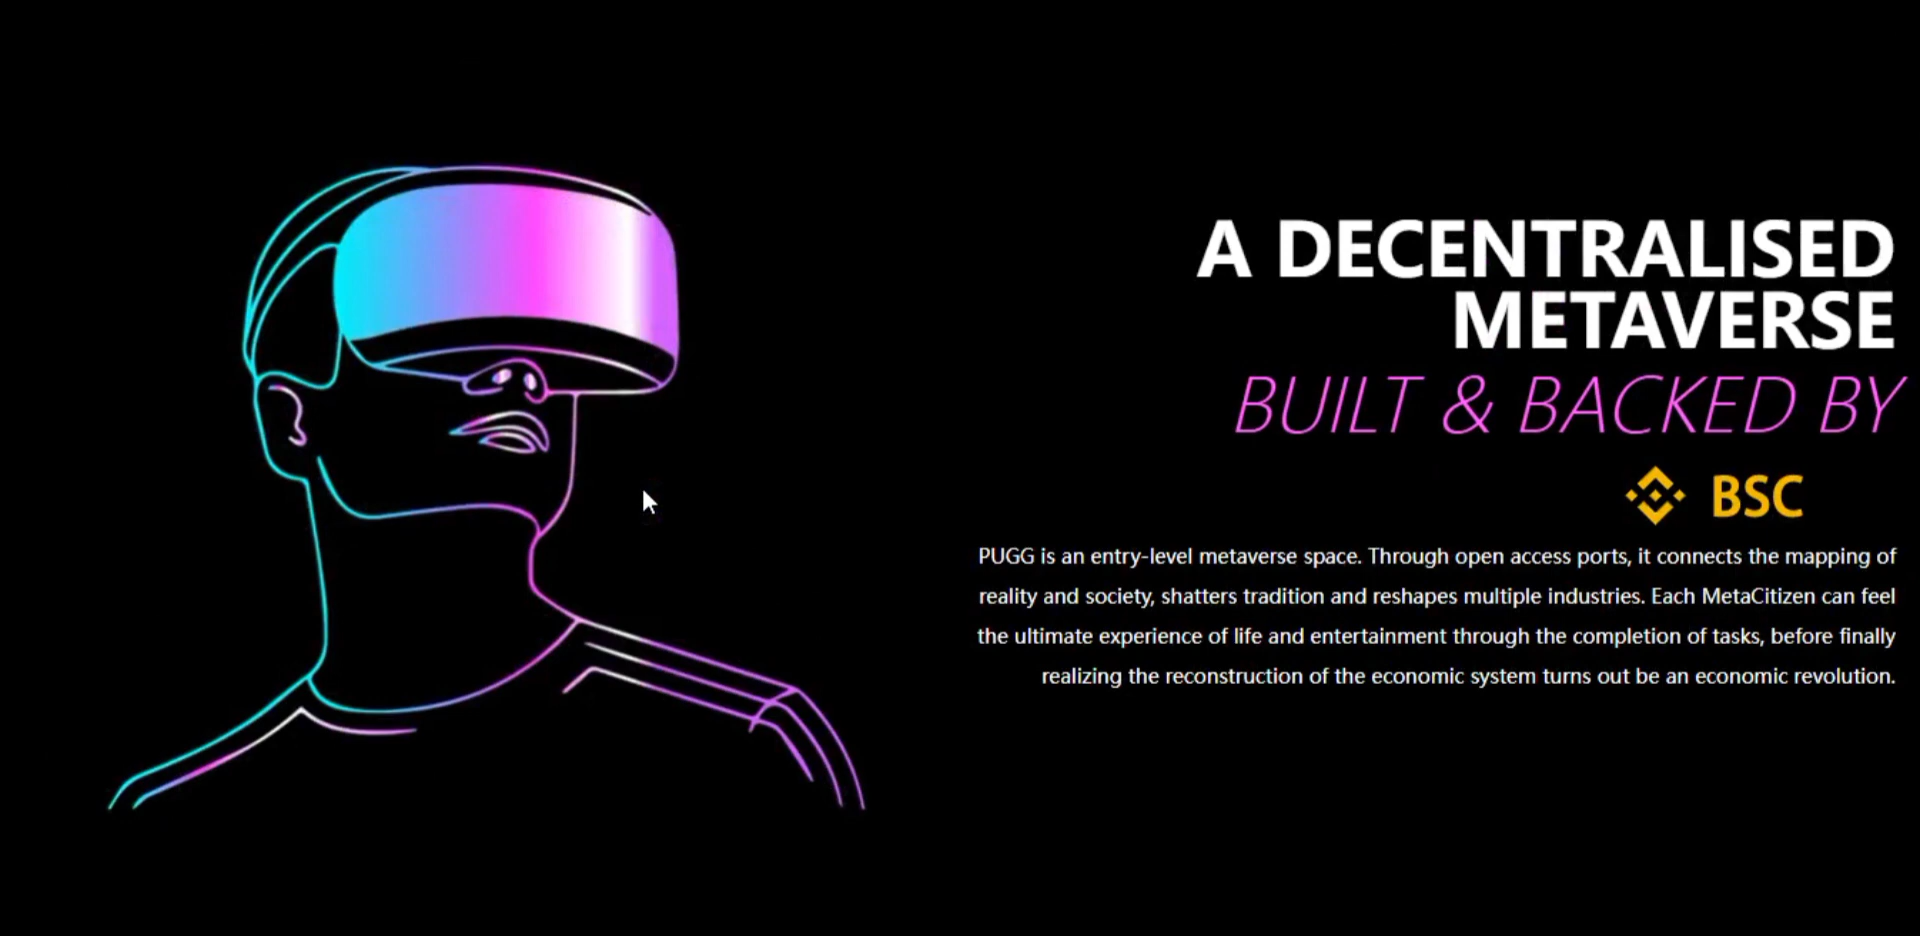 A DECENTRALISED
METAVERSE
BUILT & BACKED BY
BSC
PUGG is an entry-level metaverse space. Through open access ports, it connects the mapping of
reality and society, shatters tradition and reshapes multiple industries. Each MetaCitizen can feel
the ultimate experience of life and entertainment through the completion of tasks, before finally
realizing the reconstruction of the economic system turns out be an economic revolution.